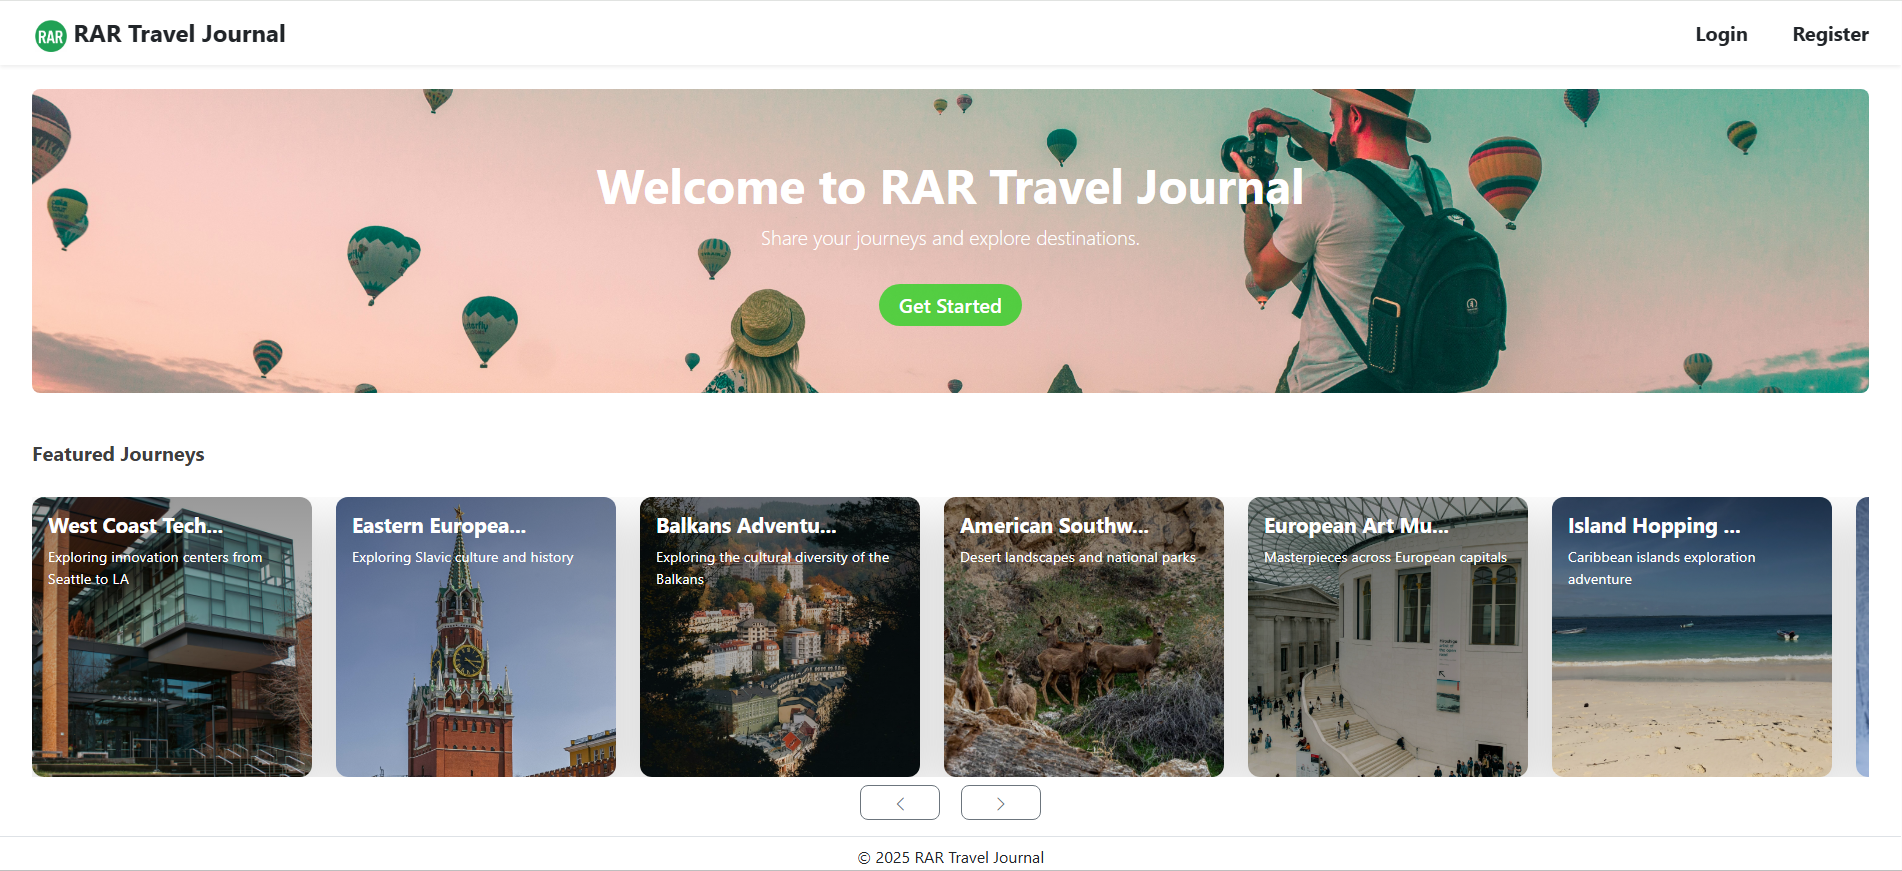 RAR RAR Travel Journal
Login Register
Welcome to RAR Travel Journal
Share your journeys and explore destinations.
Get Started
Featured Journeys
West Coast Tech...
Exploring innovation centers from
Seattle to LA
Eastern Europea...
Exploring Slavic culture and history
Balkans Adventu...
Exploring the cultural diversity of the
Balkans
American Southw...
Desert landscapes and national parks
European Art Mu...
Masterpieces across European capitals
Island Hopping ...
Caribbean islands exploration
adventure
© 2025 RAR Travel Journal